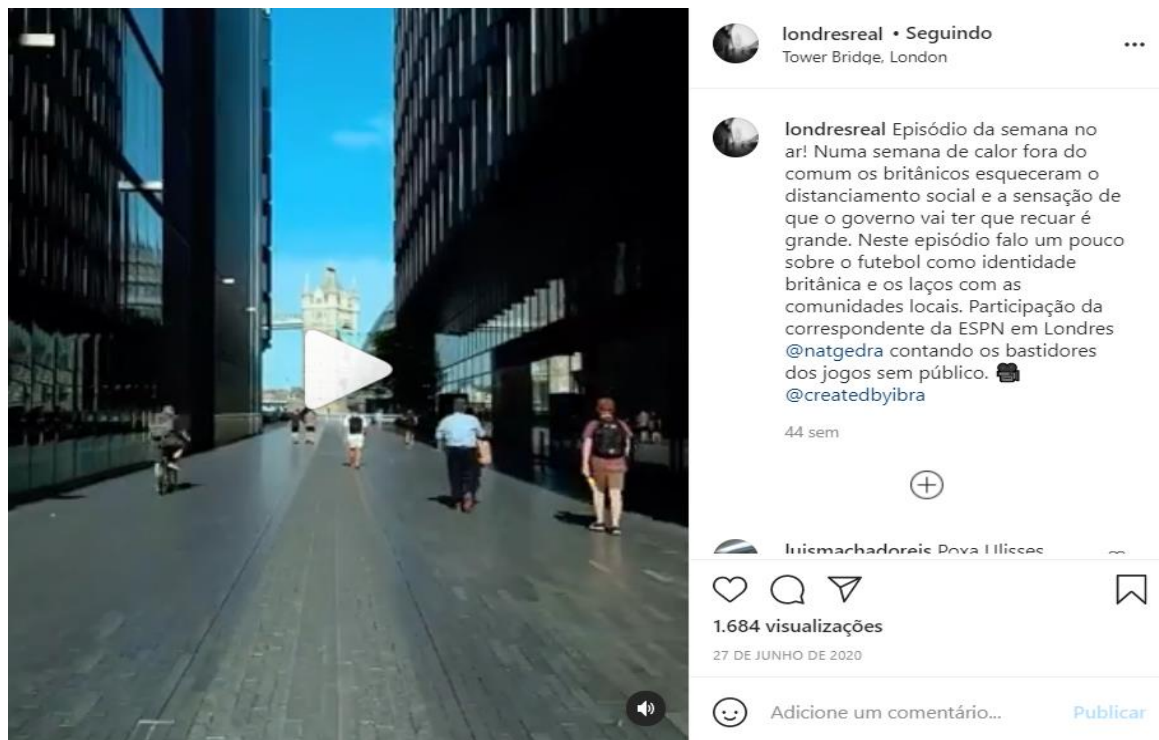 londresreal • Seguindo
Tower Bridge, London
londresreal Episódio da semana no
ar! Numa semana de calor fora do
comum os britânicos esqueceram o
distanciamento social e a sensação de
que o governo vai ter que recuar é
grande. Neste episódio falo um pouco
sobre o futebol como identidade
britânica e os laços com as
comunidades locais. Participação da
correspondente da ESPN em Londres
@natgedra contando os bastidores
dos jogos sem público. 🎥
@createdbyibra
44 sem
luismachadoreis Poxa Ulisses
1.684 visualizações
27 DE JUNHO DE 2020
Adicione um comentário...
Publicar